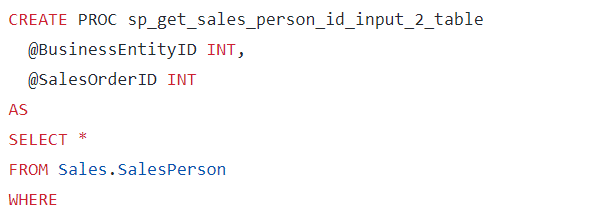 CREATE PROC sp_get_sales_person_id_input_2_table
@BusinessEntityID INT,
@SalesOrderID INT
AS
SELECT *
FROM Sales.SalesPerson
WHERE